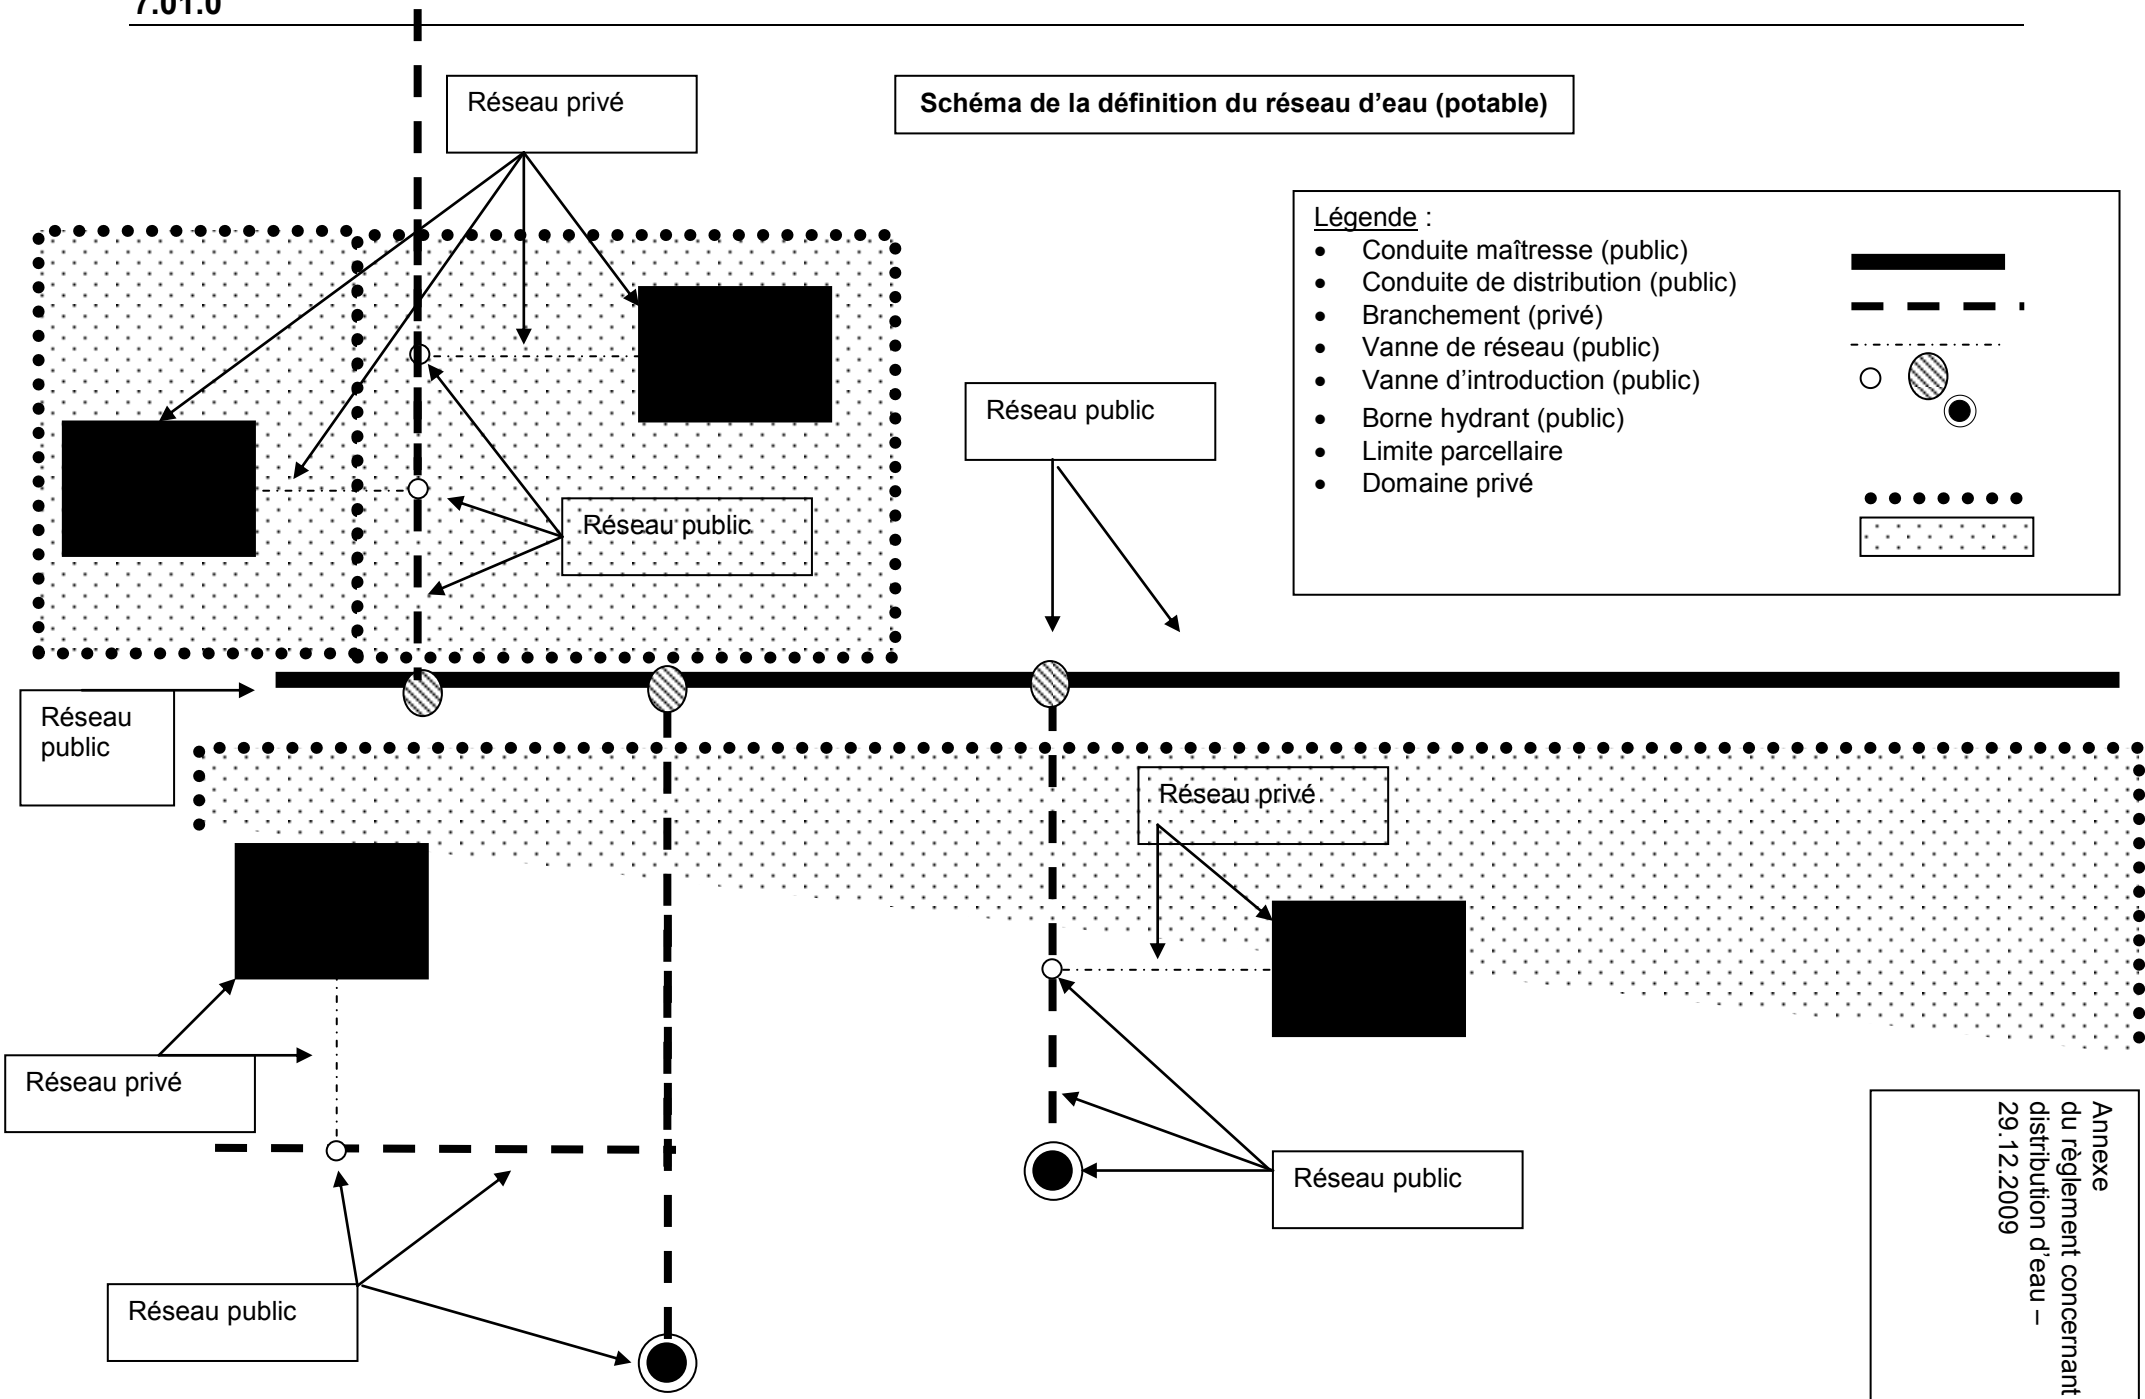 7.01.0
Réseau privé
Schéma de la définition du réseau d'eau (potable)
Légende :
• Conduite maîtresse (public)
• Conduite de distribution (public)
• Branchement (privé)
• Vanne de réseau (public)
• Vanne d'introduction (public)
• Borne hydrant (public)
• Limite parcellaire
• Domaine privé
Réseau public
Réseau public
Réseau
public
Réseau privé
Réseau privé
Réseau public
Réseau public
Annexe
du règlement concernant
distribution d'eau –
29.12.2009